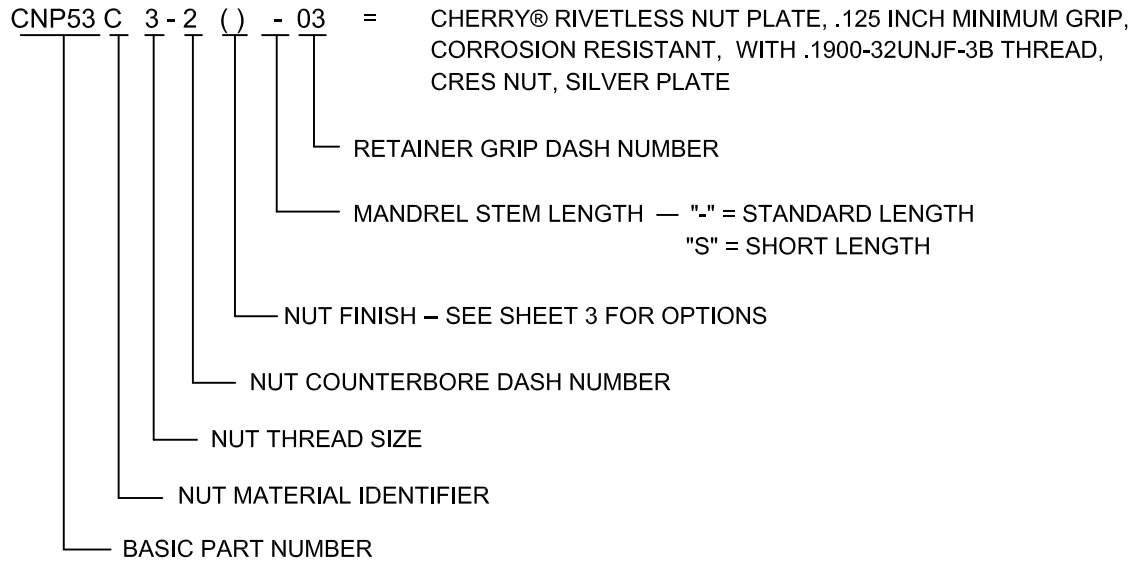 CNP53 C 3 - 2 ( ) - 03 = CHERRY® RIVETLESS NUT PLATE, .125 INCH MINIMUM GRIP,
CORROSION RESISTANT, WITH .1900-32UNJF-3B THREAD,
CRES NUT, SILVER PLATE
RETAINER GRIP DASH NUMBER
MANDREL STEM LENGTH — "-" = STANDARD LENGTH
"S" = SHORT LENGTH
NUT FINISH – SEE SHEET 3 FOR OPTIONS
NUT COUNTERBORE DASH NUMBER
NUT THREAD SIZE
NUT MATERIAL IDENTIFIER
BASIC PART NUMBER